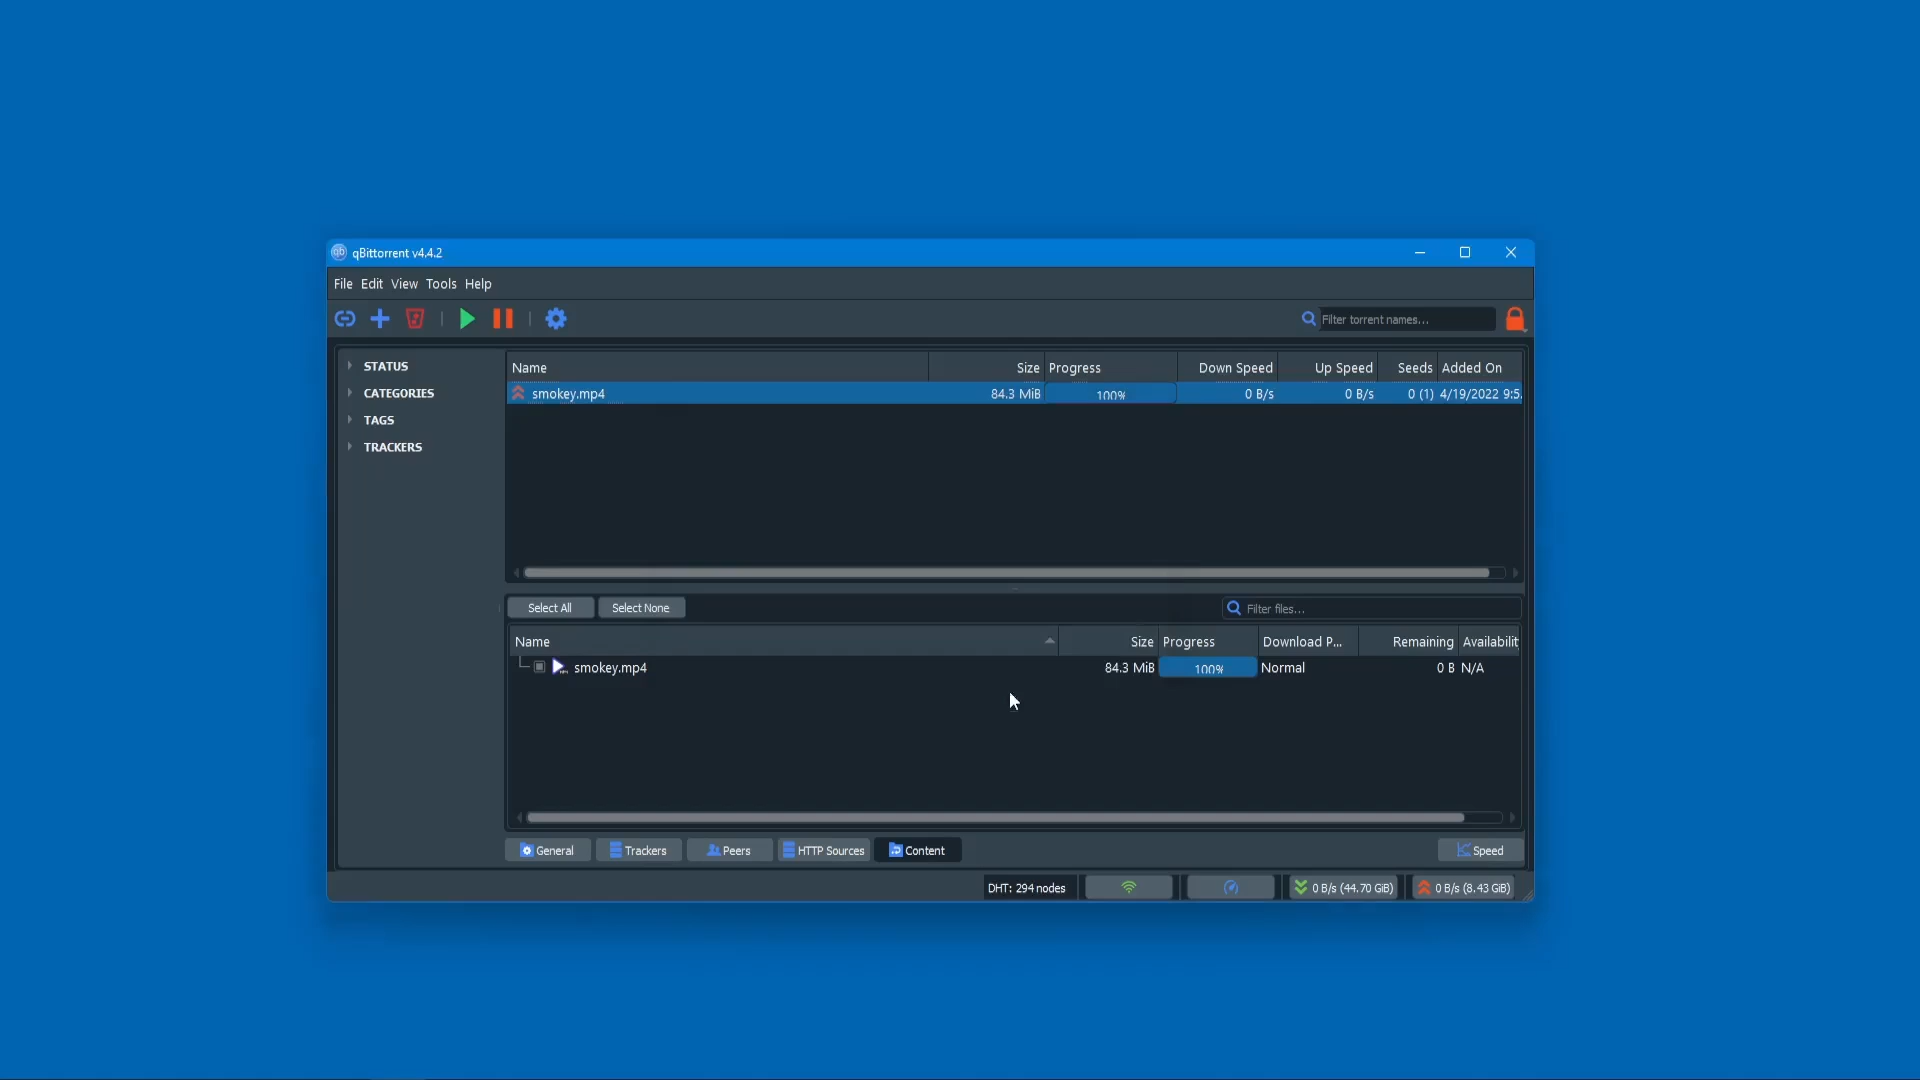 qBittorrent v4.4.2
File Edit View Tools Help
Filter torrent names...
STATUS
CATEGORIES
TAGS
TRACKERS
Name Size Progress Down Speed Up Speed Seeds Added On
smokey.mp4 84.3 MiB 100% 0 B/s 0 B/s 0 (1) 4/19/2022 9:5
Select All Select None Filter files...
Name Size Progress Download P... Remaining Availabilit
smokey.mp4 84.3 MiB 100% Normal 0 B N/A
General Trackers Peers HTTP Sources Content Speed
DHT: 294 nodes 0 B/s (44.70 GiB) 0 B/s (8.43 GiB)